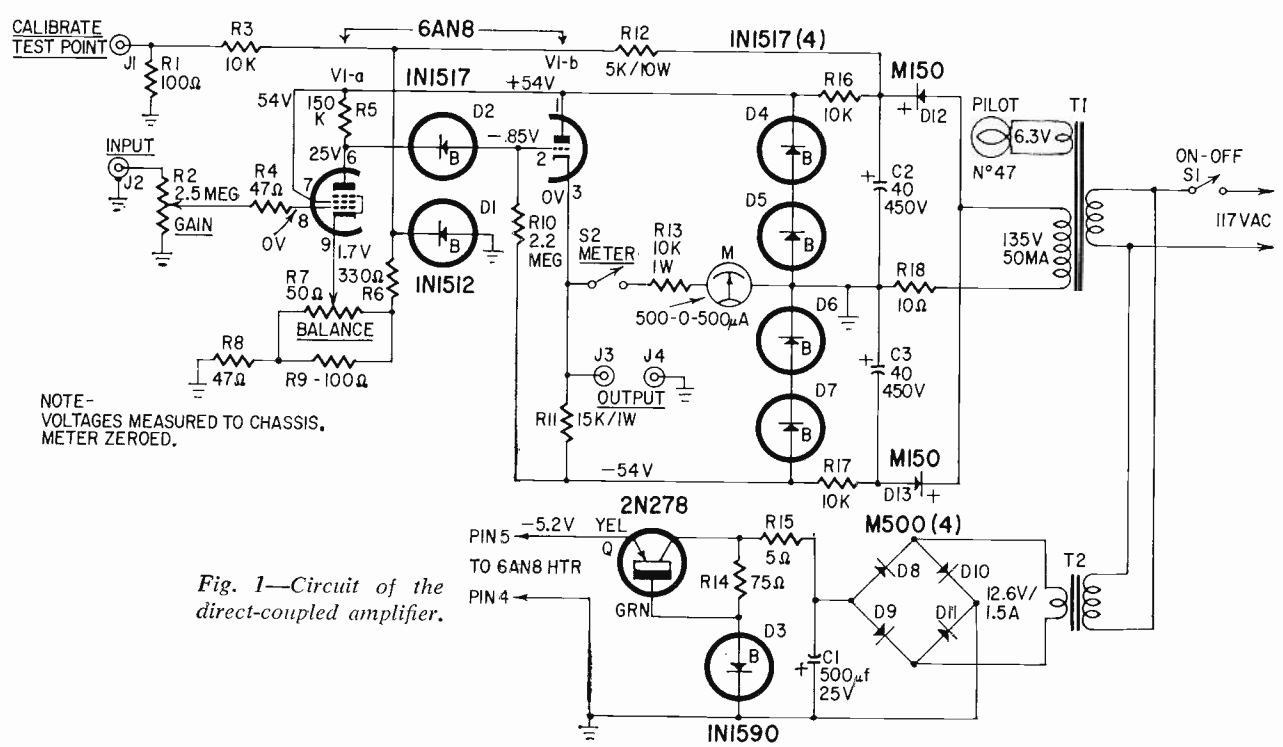 CALIBRATE
TEST POINT
J1
R1
100Ω
R3
10K
6AN8
R12
5K/10W
1N1517(4)
V1-a
54V
150
K
R5
25V
6
7
8
9
0V
1.7V
INPUT
J2
R2
2.5 MEG
GAIN
R4
47Ω
1N1517
D2
B
D1
B
1N1512
330Ω
R6
R7
50Ω
BALANCE
R8
47Ω
R9-100Ω
V1-b
+54V
-.85V
1
2
3
0V
R10
2.2
MEG
S2
METER
R13
10K
1W
M
500-0-500μA
J3
J4
OUTPUT
R11
15K/1W
-54V
D4
B
D5
B
D6
B
D7
B
R16
10K
M150
+
D12
C2
40
450V
+
R18
10Ω
C3
40
450V
+
R17
10K
M150
D13
+
PILOT
Nº47
6.3V
T1
135V
50MA
ON-OFF
S1
117VAC
NOTE-
VOLTAGES MEASURED TO CHASSIS.
METER ZEROED.
Fig. 1—Circuit of the
direct-coupled amplifier.
PIN 5
-5.2V
YEL
TO 6AN8 HTR
PIN 4
2N278
Q
GRN
R14
75Ω
R15
5Ω
D3
B
1N1590
C1
500μf
25V
+
M500(4)
D8
D10
D9
D11
12.6V/
1.5A
T2